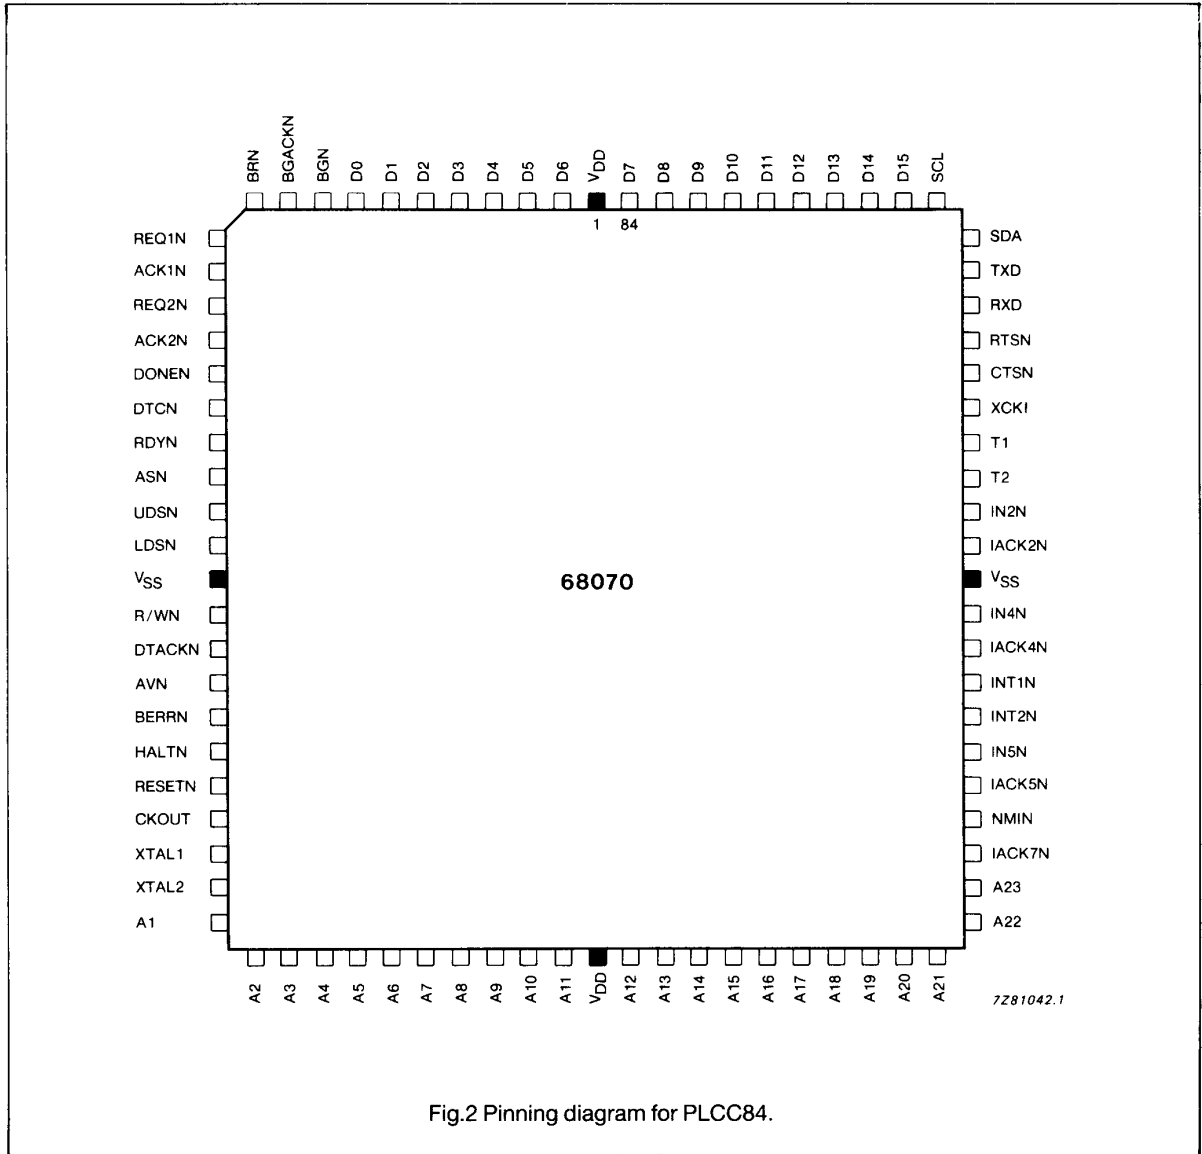 BRN
BGACKN
BGN
D0
D1
D2
D3
D4
D5
D6
VDD
D7
D8
D9
D10
D11
D12
D13
D14
D15
SCL
1 84
REQ1N
ACK1N
REQ2N
ACK2N
DONEN
DTCN
RDYN
ASN
UDSN
LDSN
VSS
R/WN
DTACKN
AVN
BERRN
HALTN
RESETN
CKOUT
XTAL1
XTAL2
A1
68070
SDA
TXD
RXD
RTSN
CTSN
XCKI
T1
T2
IN2N
IACK2N
VSS
IN4N
IACK4N
INT1N
INT2N
IN5N
IACK5N
NMIN
IACK7N
A23
A22
A2
A3
A4
A5
A6
A7
A8
A9
A10
A11
VDD
A12
A13
A14
A15
A16
A17
A18
A19
A20
A21
7Z81042.1
Fig.2 Pinning diagram for PLCC84.